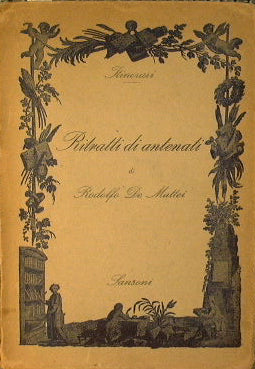 Itinerari
Ritratti di antenati
di
Rodolfo De Mattei
Sansoni